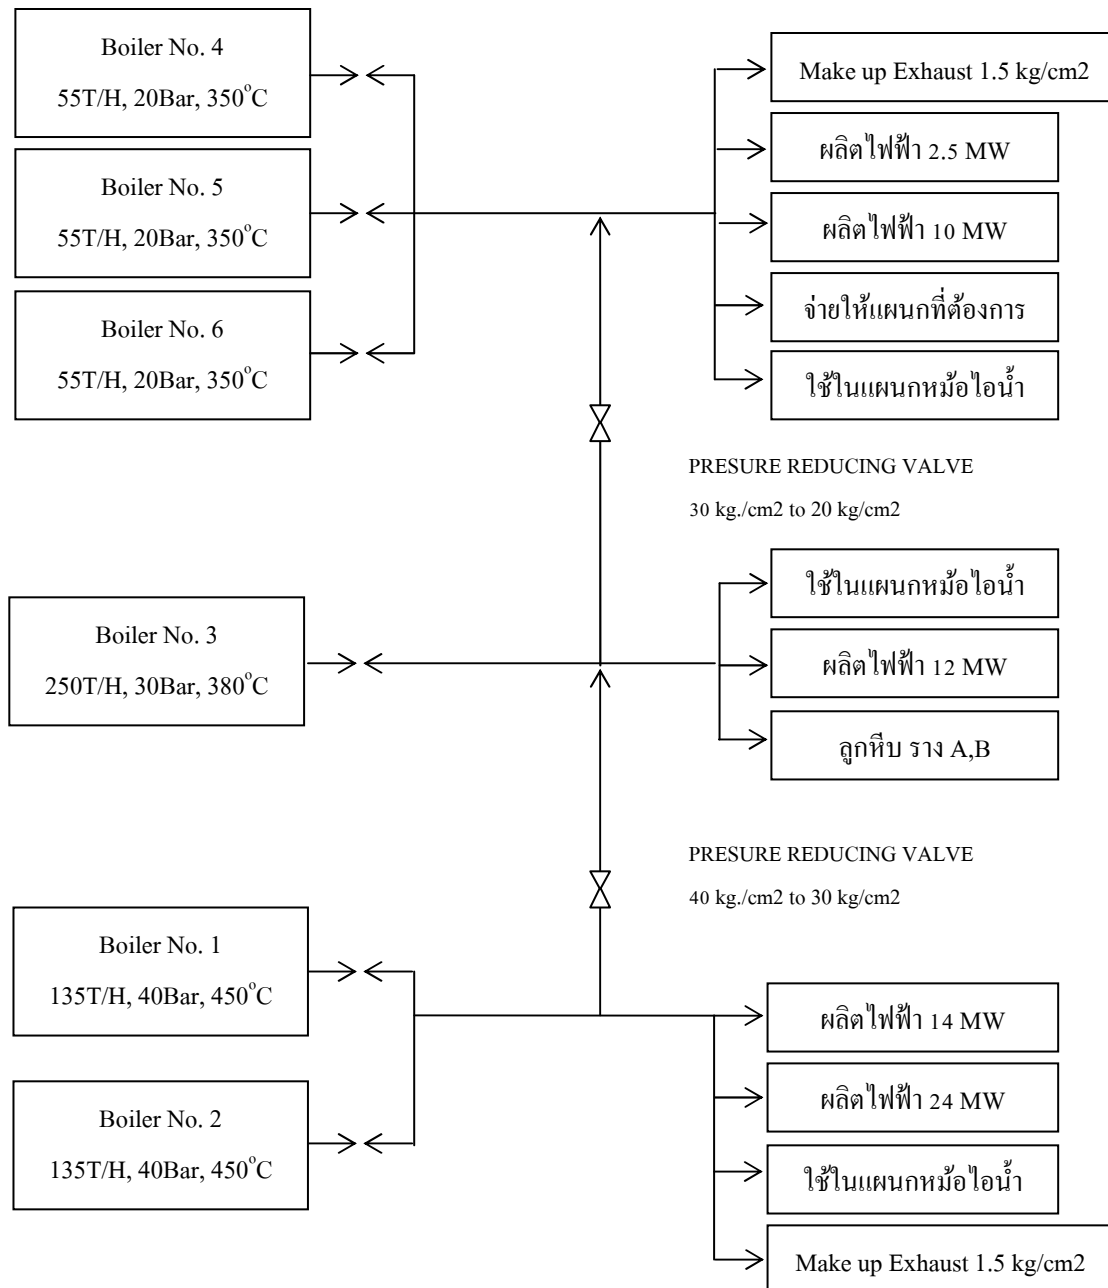 Boiler No. 4
55T/H, 20Bar, 350°C
Boiler No. 5
55T/H, 20Bar, 350°C
Boiler No. 6
55T/H, 20Bar, 350°C
Make up Exhaust 1.5 kg/cm2
ผลิตไฟฟ้า 2.5 MW
ผลิตไฟฟ้า 10 MW
จ่ายให้แผนกที่ต้องการ
ใช้ในแผนกหม้อไอน้ำ
PRESURE REDUCING VALVE
30 kg./cm2 to 20 kg/cm2
Boiler No. 3
250T/H, 30Bar, 380°C
ใช้ในแผนกหม้อไอน้ำ
ผลิตไฟฟ้า 12 MW
ลูกหีบ ราง A,B
PRESURE REDUCING VALVE
40 kg./cm2 to 30 kg/cm2
Boiler No. 1
135T/H, 40Bar, 450°C
Boiler No. 2
135T/H, 40Bar, 450°C
ผลิตไฟฟ้า 14 MW
ผลิตไฟฟ้า 24 MW
ใช้ในแผนกหม้อไอน้ำ
Make up Exhaust 1.5 kg/cm2